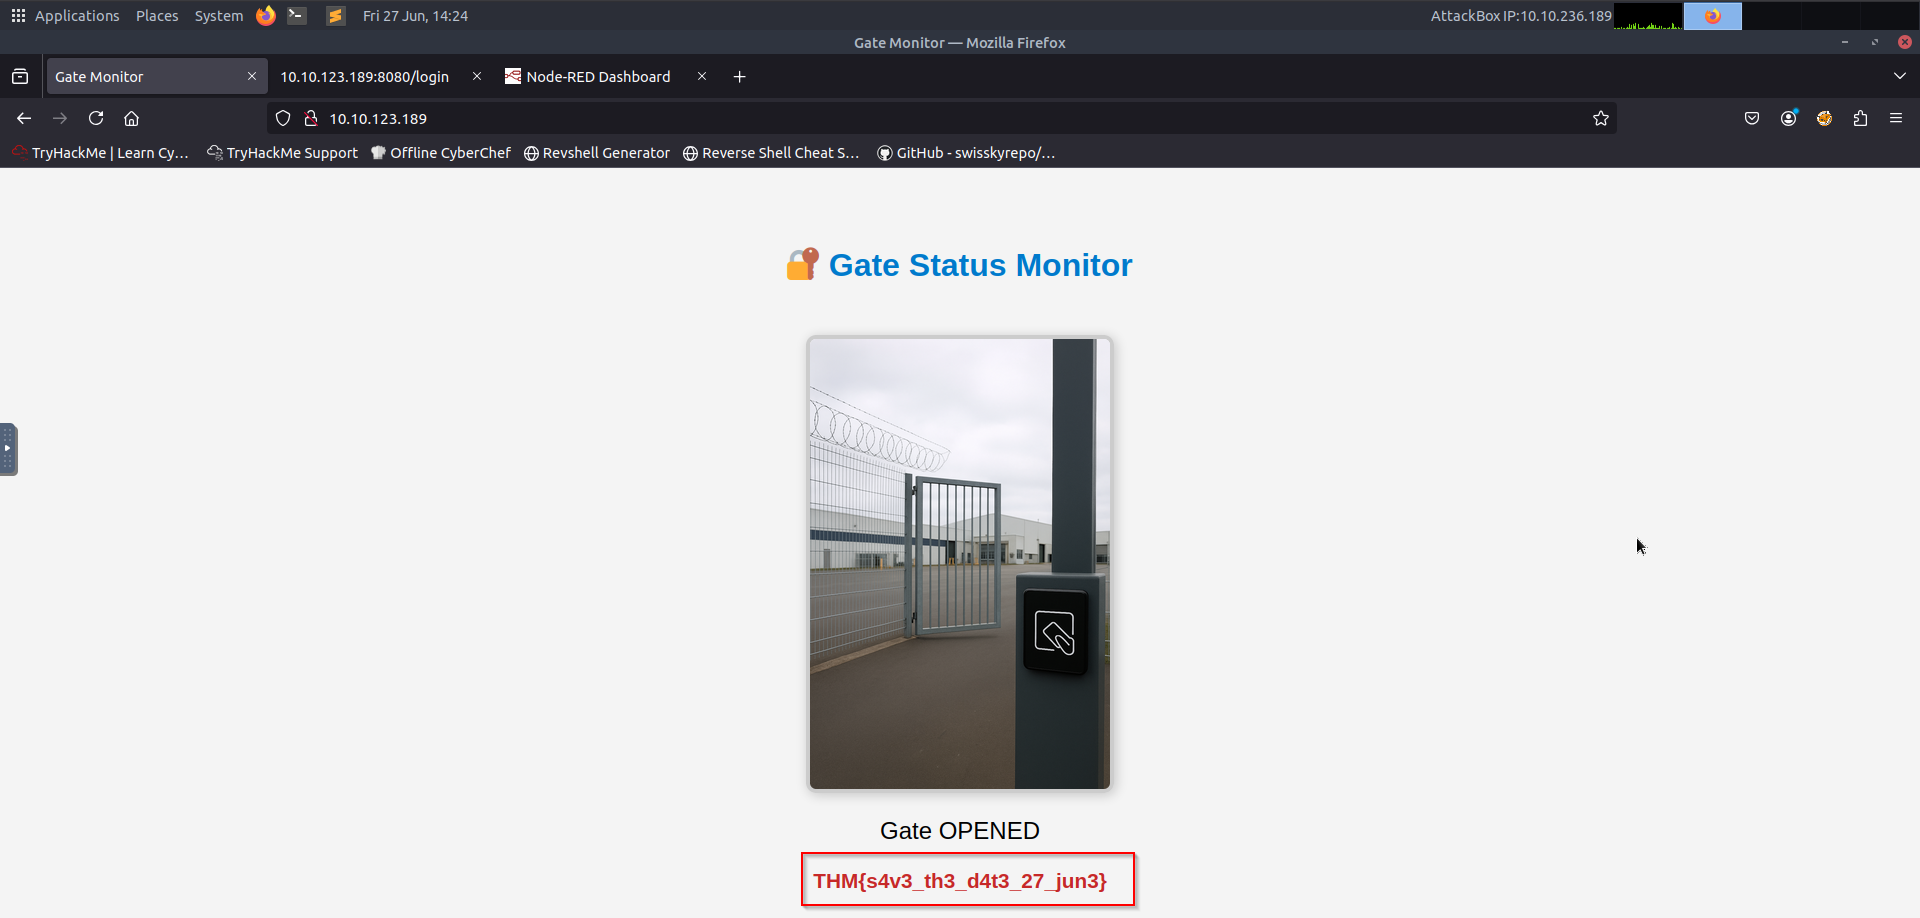 Applications Places System Fri 27 Jun, 14:24 AttackBox IP:10.10.236.189
Gate Monitor — Mozilla Firefox
Gate Monitor 10.10.123.189:8080/login Node-RED Dashboard
10.10.123.189
TryHackMe | Learn Cy… TryHackMe Support Offline CyberChef Revshell Generator Reverse Shell Cheat S… GitHub - swisskyrepo/…
Gate Status Monitor
Gate OPENED
THM{s4v3_th3_d4t3_27_jun3}